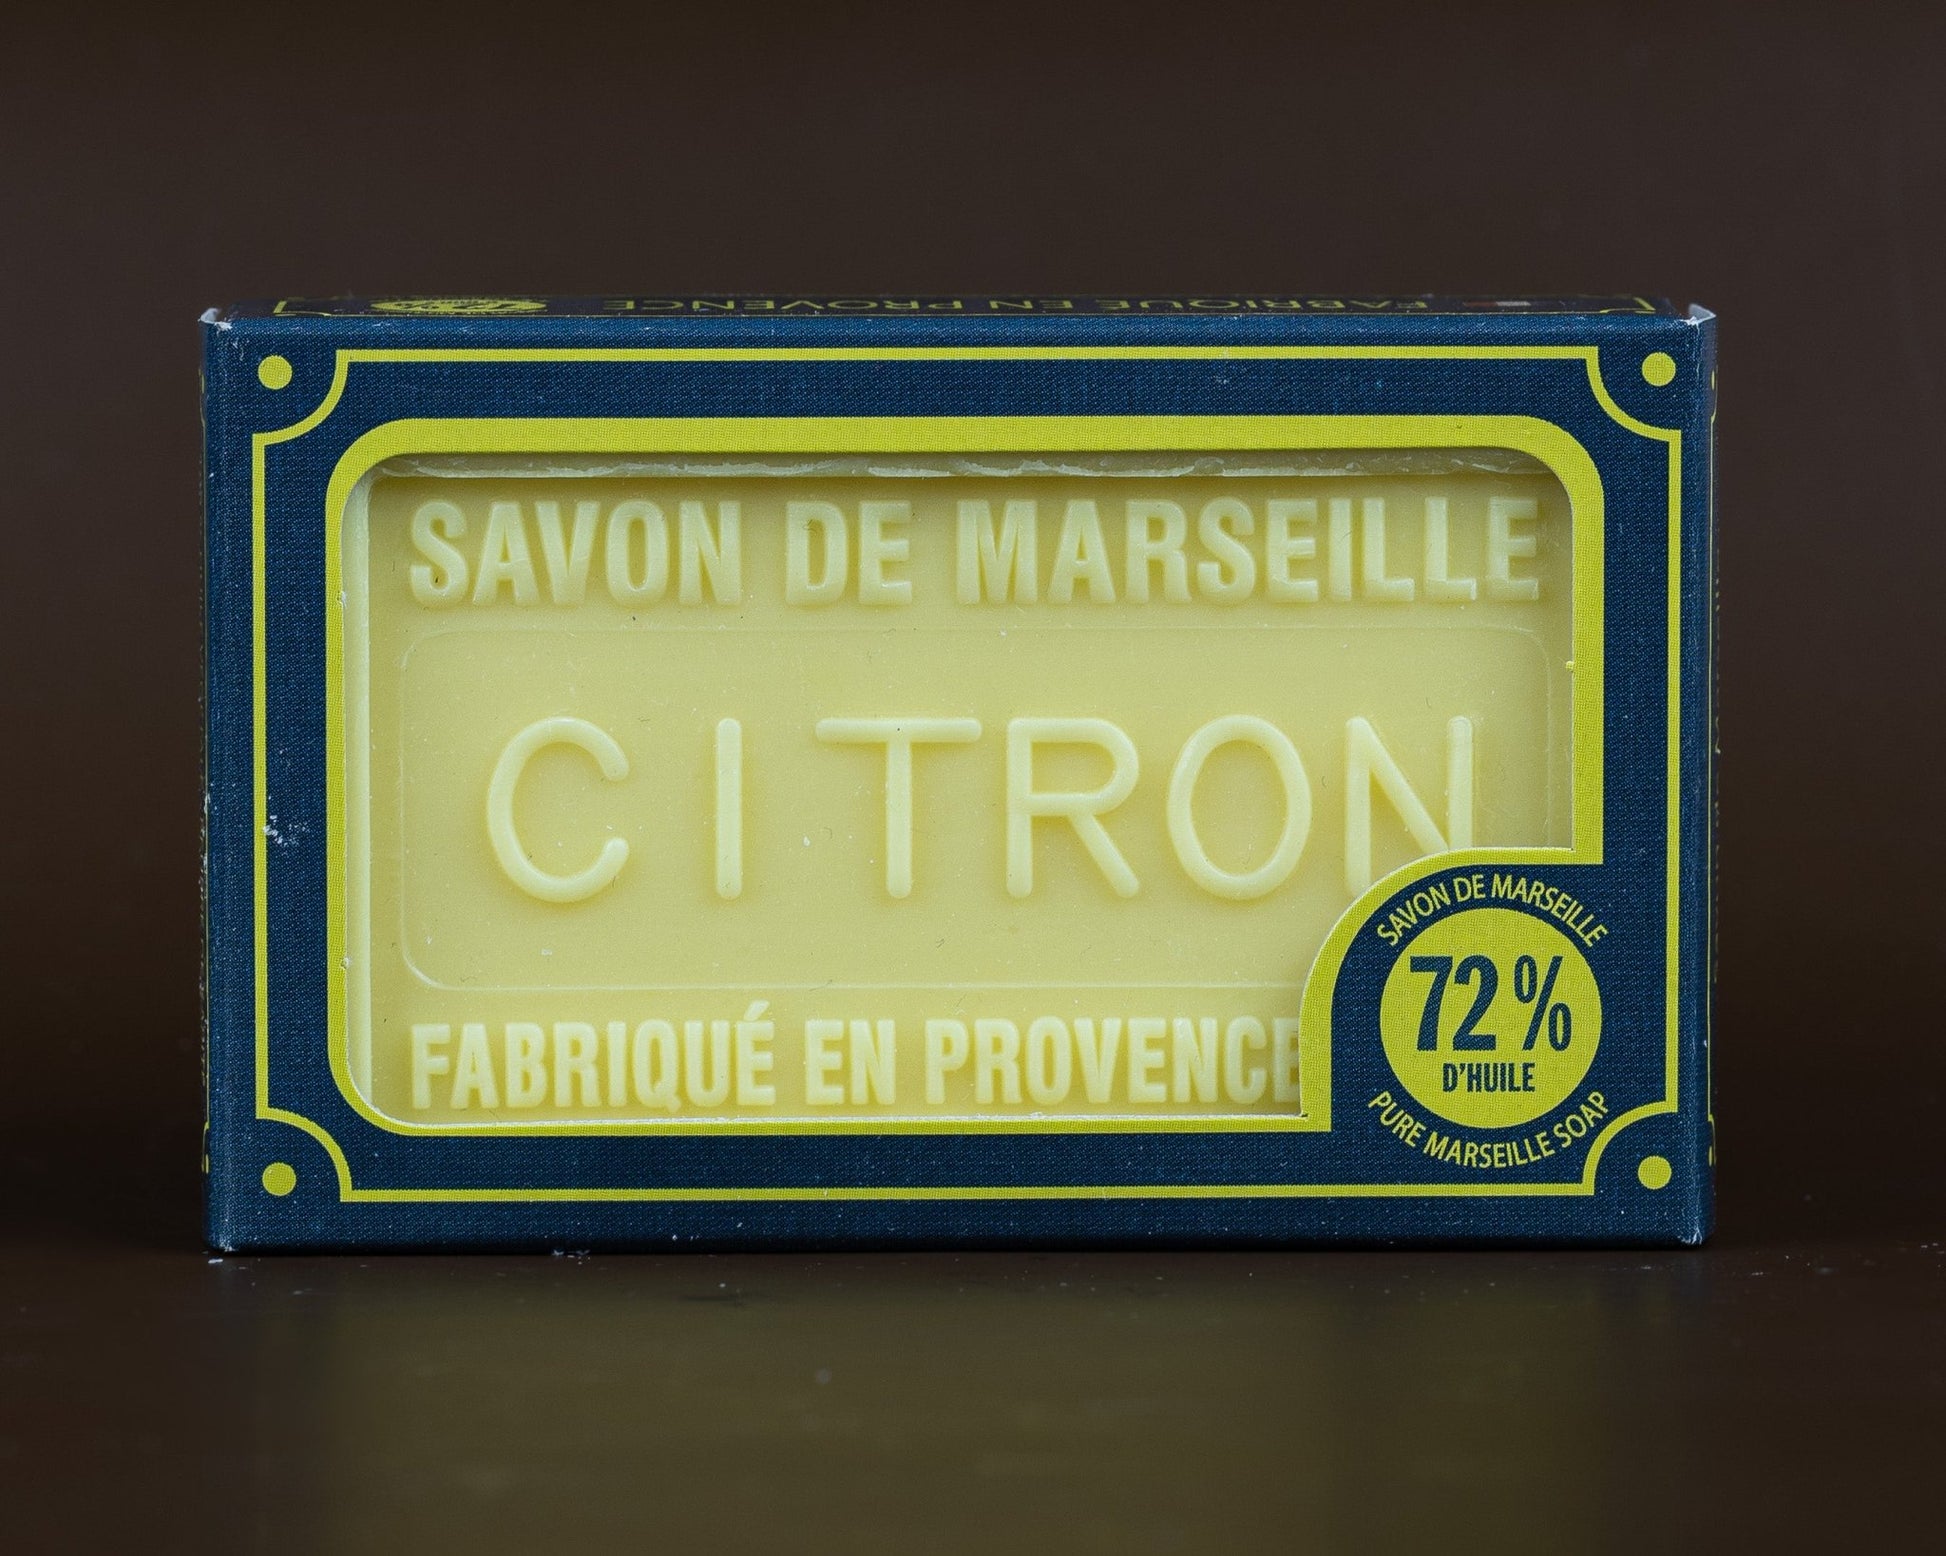 FABRIQUÉ EN PROVENCE
SAVON DE MARSEILLE
CITRON
FABRIQUÉ EN PROVENCE
SAVON DE MARSEILLE
72%
D'HUILE
PURE MARSEILLE SOAP